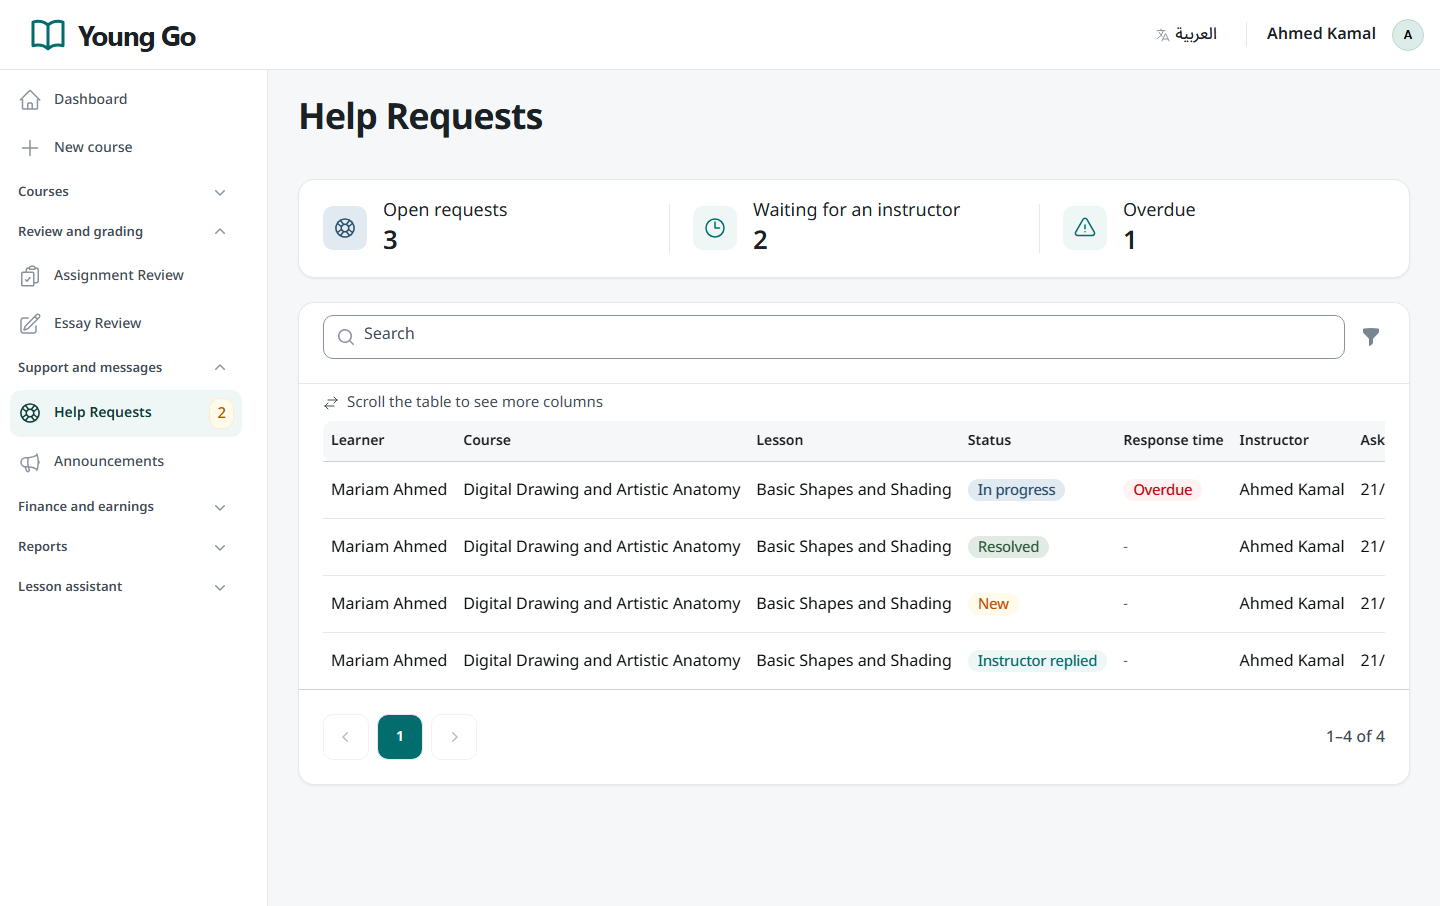 Young Go
العربية
Ahmed Kamal
A
Dashboard
New course
Courses
Review and grading
Assignment Review
Essay Review
Support and messages
Help Requests 2
Announcements
Finance and earnings
Reports
Lesson assistant
Help Requests
Open requests
3
Waiting for an instructor
2
Overdue
1
Search
Scroll the table to see more columns
Learner Course Lesson Status Response time Instructor Ask
Mariam Ahmed Digital Drawing and Artistic Anatomy Basic Shapes and Shading In progress Overdue Ahmed Kamal 21/
Mariam Ahmed Digital Drawing and Artistic Anatomy Basic Shapes and Shading Resolved - Ahmed Kamal 21/
Mariam Ahmed Digital Drawing and Artistic Anatomy Basic Shapes and Shading New - Ahmed Kamal 21/
Mariam Ahmed Digital Drawing and Artistic Anatomy Basic Shapes and Shading Instructor replied - Ahmed Kamal 21/
1
1–4 of 4